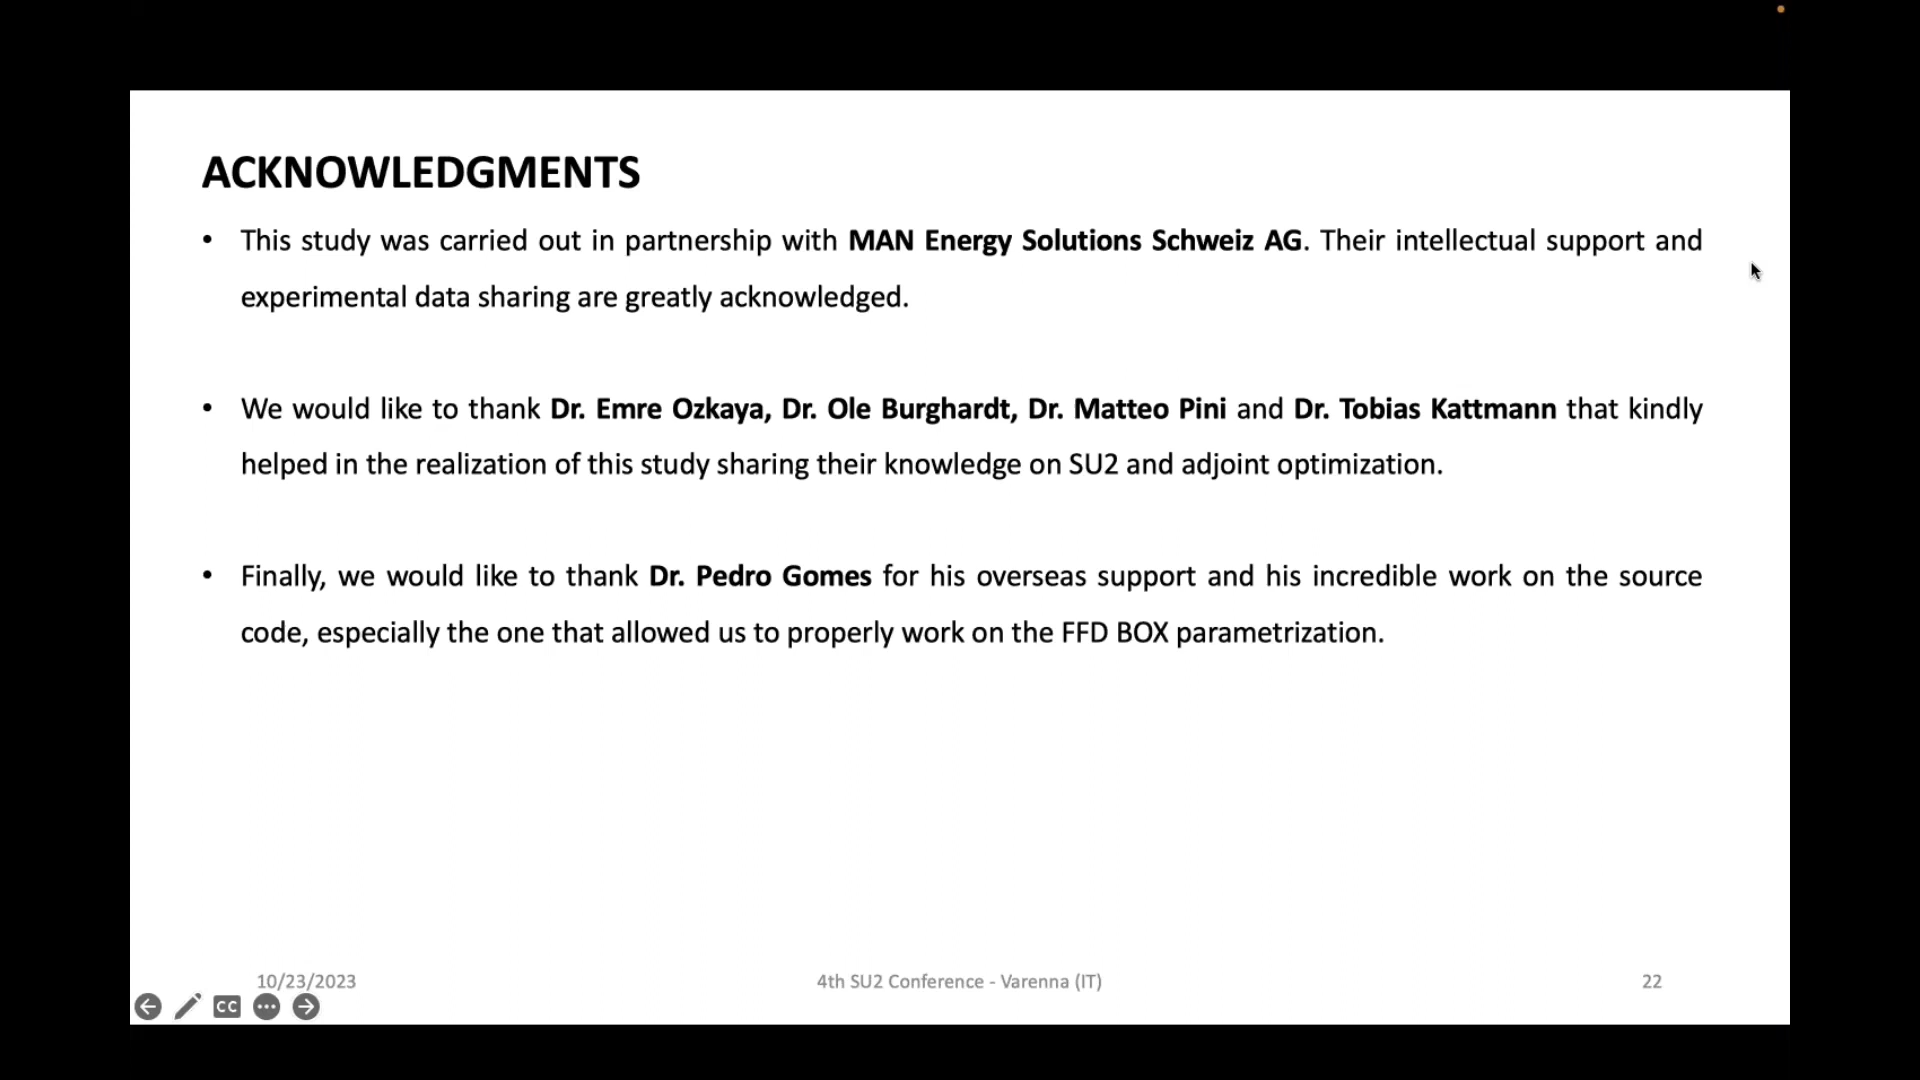 ACKNOWLEDGMENTS
• This study was carried out in partnership with MAN Energy Solutions Schweiz AG. Their intellectual support and
experimental data sharing are greatly acknowledged.
• We would like to thank Dr. Emre Ozkaya, Dr. Ole Burghardt, Dr. Matteo Pini and Dr. Tobias Kattmann that kindly
helped in the realization of this study sharing their knowledge on SU2 and adjoint optimization.
• Finally, we would like to thank Dr. Pedro Gomes for his overseas support and his incredible work on the source
code, especially the one that allowed us to properly work on the FFD BOX parametrization.
10/23/2023 4th SU2 Conference - Varenna (IT) 22
CC